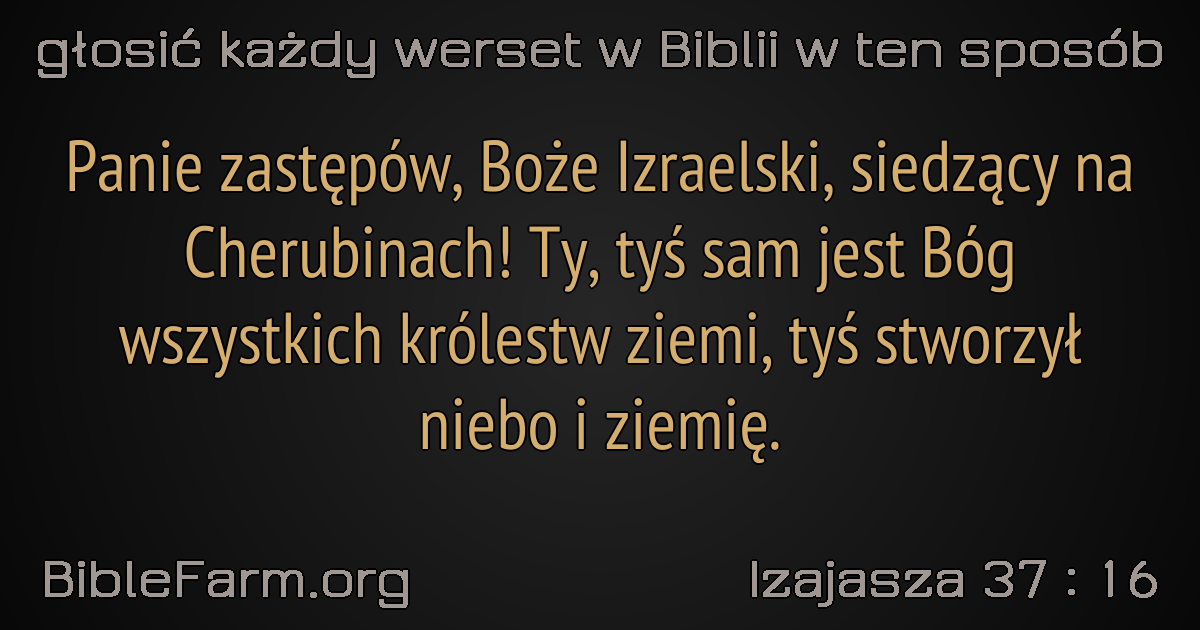 głosić każdy werset w Biblii w ten sposób
Panie zastępów, Boże Izraelski, siedzący na
Cherubinach! Ty, tyś sam jest Bóg
wszystkich królestw ziemi, tyś stworzył
niebo i ziemię.
BibleFarm.org
Izajasza 37 : 16